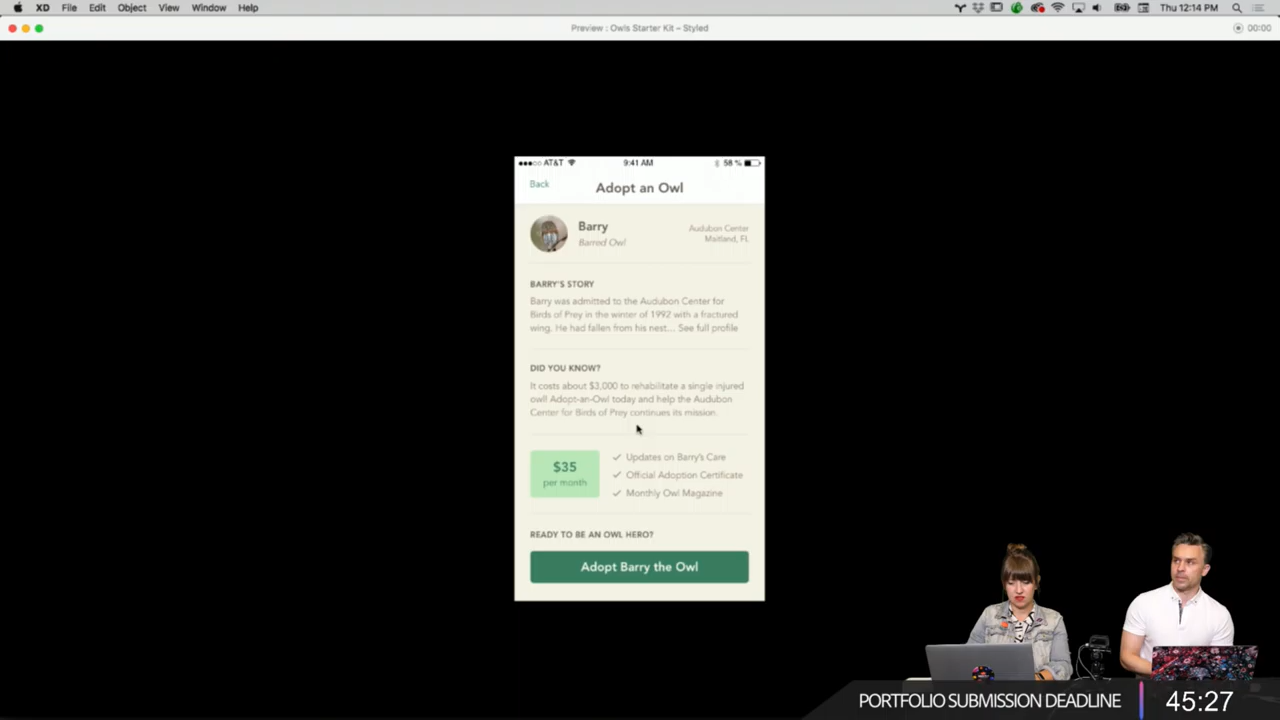 XD File Edit Object View Window Help
Thu 12:14 PM
Preview : Owls Starter Kit – Styled
00:00
AT&T 9:41 AM 58 %
Back
Adopt an Owl
Barry
Barred Owl
Audubon Center
Maitland, FL
BARRY'S STORY
Barry was admitted to the Audubon Center for
Birds of Prey in the winter of 1992 with a fractured
wing. He had fallen from his nest... See full profile
DID YOU KNOW?
It costs about $3,000 to rehabilitate a single injured
owl! Adopt-an-Owl today and help the Audubon
Center for Birds of Prey continues its mission.
$35
per month
✓ Updates on Barry's Care
✓ Official Adoption Certificate
✓ Monthly Owl Magazine
READY TO BE AN OWL HERO?
Adopt Barry the Owl
PORTFOLIO SUBMISSION DEADLINE
45:27